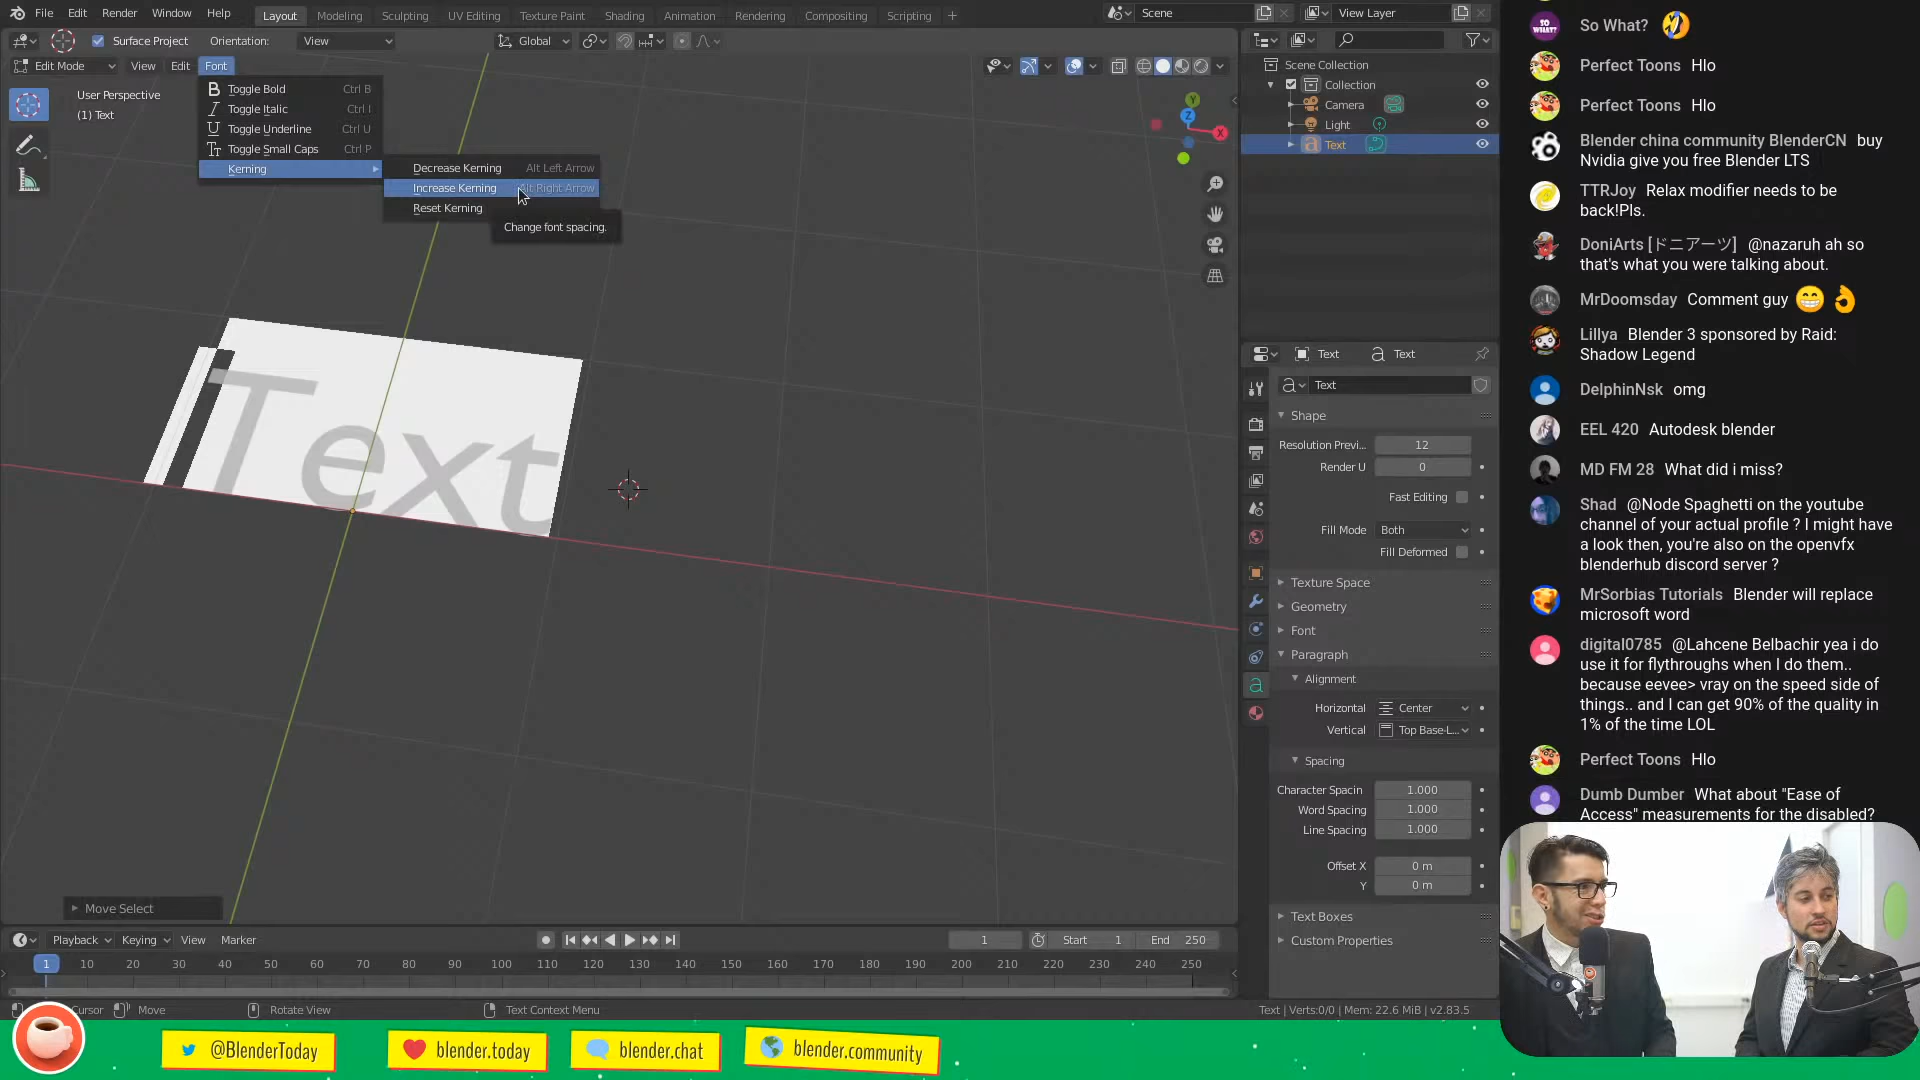 File Edit Render Window Help
Layout Modeling Sculpting UV Editing Texture Paint Shading Animation Rendering Compositing Scripting +
Scene
View Layer
Surface Project Orientation: View
Global
Edit Mode View Edit Font
User Perspective
(1) Text
Toggle Bold Ctrl B
Toggle Italic Ctrl I
Toggle Underline Ctrl U
Toggle Small Caps Ctrl P
Kerning
Decrease Kerning Alt Left Arrow
Increase Kerning Alt Right Arrow
Reset Kerning
Change font spacing.
Y
Z
X
Text
Move Select
Scene Collection
Collection
Camera
Light
Text
Text Text
Text
Shape
Resolution Previ... 12
Render U 0
Fast Editing
Fill Mode Both
Fill Deformed
Texture Space
Geometry
Font
Paragraph
Alignment
Horizontal Center
Vertical Top Base-L...
Spacing
Character Spacin 1.000
Word Spacing 1.000
Line Spacing 1.000
Offset X 0 m
Y 0 m
Text Boxes
Custom Properties
Playback Keying View Marker
1 Start 1 End 250
1 10 20 30 40 50 60 70 80 90 100 110 120 130 140 150 160 170 180 190 200 210 220 230 240 250
Move Rotate View Text Context Menu
Text | Verts:0/0 | Mem: 22.6 MiB | v2.83.5
@BlenderToday
blender.today
blender.chat
blender.community
So What? 🤣
Perfect Toons Hlo
Perfect Toons Hlo
Blender china community BlenderCN buy
Nvidia give you free Blender LTS
TTRJoy Relax modifier needs to be
back!Pls.
DoniArts [ドニアーツ] @nazaruh ah so
that's what you were talking about.
MrDoomsday Comment guy 😁 👌
Lillya Blender 3 sponsored by Raid:
Shadow Legend
DelphinNsk omg
EEL 420 Autodesk blender
MD FM 28 What did i miss?
Shad @Node Spaghetti on the youtube
channel of your actual profile ? I might have
a look then, you're also on the openvfx
blenderhub discord server ?
MrSorbias Tutorials Blender will replace
microsoft word
digital0785 @Lahcene Belbachir yea i do
use it for flythroughs when I do them..
because eevee> vray on the speed side of
things.. and I can get 90% of the quality in
1% of the time LOL
Perfect Toons Hlo
Dumb Dumber What about "Ease of
Access" measurements for the disabled?